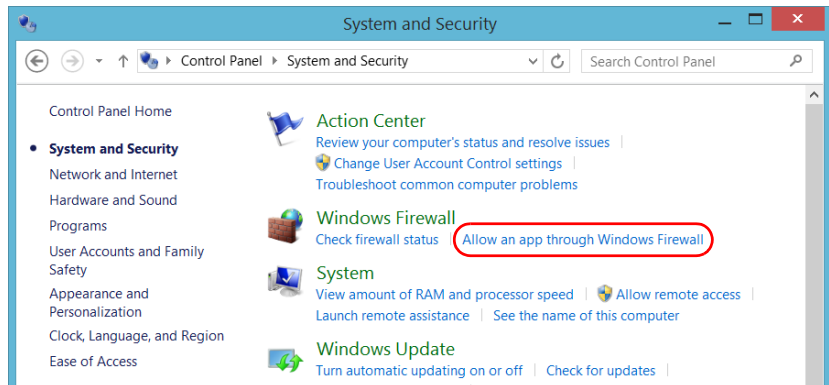 System and Security
Control Panel System and Security
Search Control Panel
Control Panel Home
System and Security
Network and Internet
Hardware and Sound
Programs
User Accounts and Family
Safety
Appearance and
Personalization
Clock, Language, and Region
Ease of Access
Action Center
Review your computer's status and resolve issues
Change User Account Control settings
Troubleshoot common computer problems
Windows Firewall
Check firewall status Allow an app through Windows Firewall
System
View amount of RAM and processor speed Allow remote access
Launch remote assistance See the name of this computer
Windows Update
Turn automatic updating on or off Check for updates